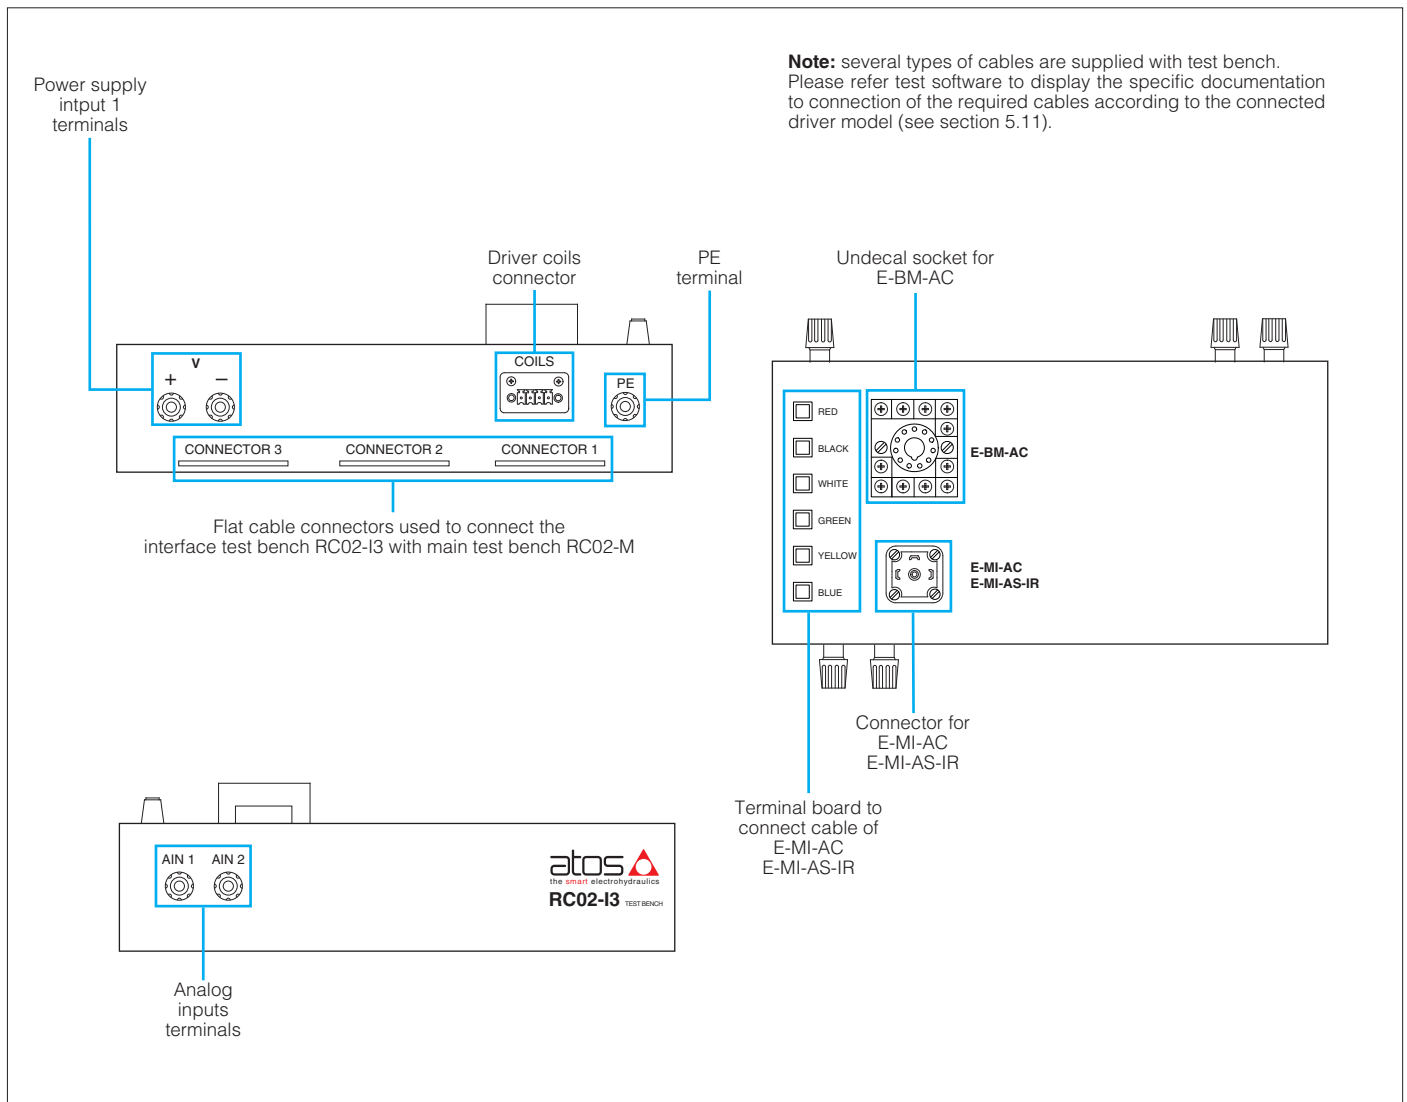 Note: several types of cables are supplied with test bench.
Please refer test software to display the specific documentation
to connection of the required cables according to the connected
driver model (see section 5.11).
Power supply
intput 1
terminals
Driver coils
connector
PE
terminal
V
+ −
COILS
PE
CONNECTOR 3 CONNECTOR 2 CONNECTOR 1
Flat cable connectors used to connect the
interface test bench RC02-I3 with main test bench RC02-M
Undecal socket for
E-BM-AC
RED
BLACK
WHITE
GREEN
YELLOW
BLUE
E-BM-AC
E-MI-AC
E-MI-AS-IR
Connector for
E-MI-AC
E-MI-AS-IR
Terminal board to
connect cable of
E-MI-AC
E-MI-AS-IR
AIN 1 AIN 2
atos
the smart electrohydraulics
RC02-I3 TEST BENCH
Analog
inputs
terminals